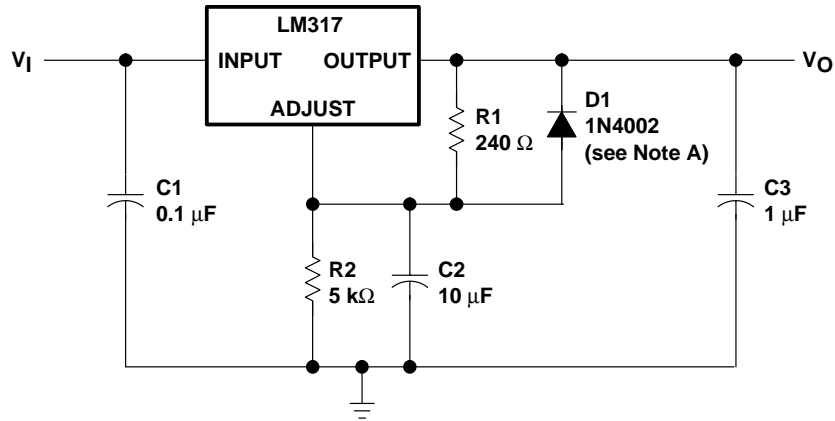 LM317
V_I
INPUT
OUTPUT
V_O
ADJUST
R1
240 Ω
D1
1N4002
(see Note A)
C1
0.1 μF
C3
1 μF
R2
5 kΩ
C2
10 μF